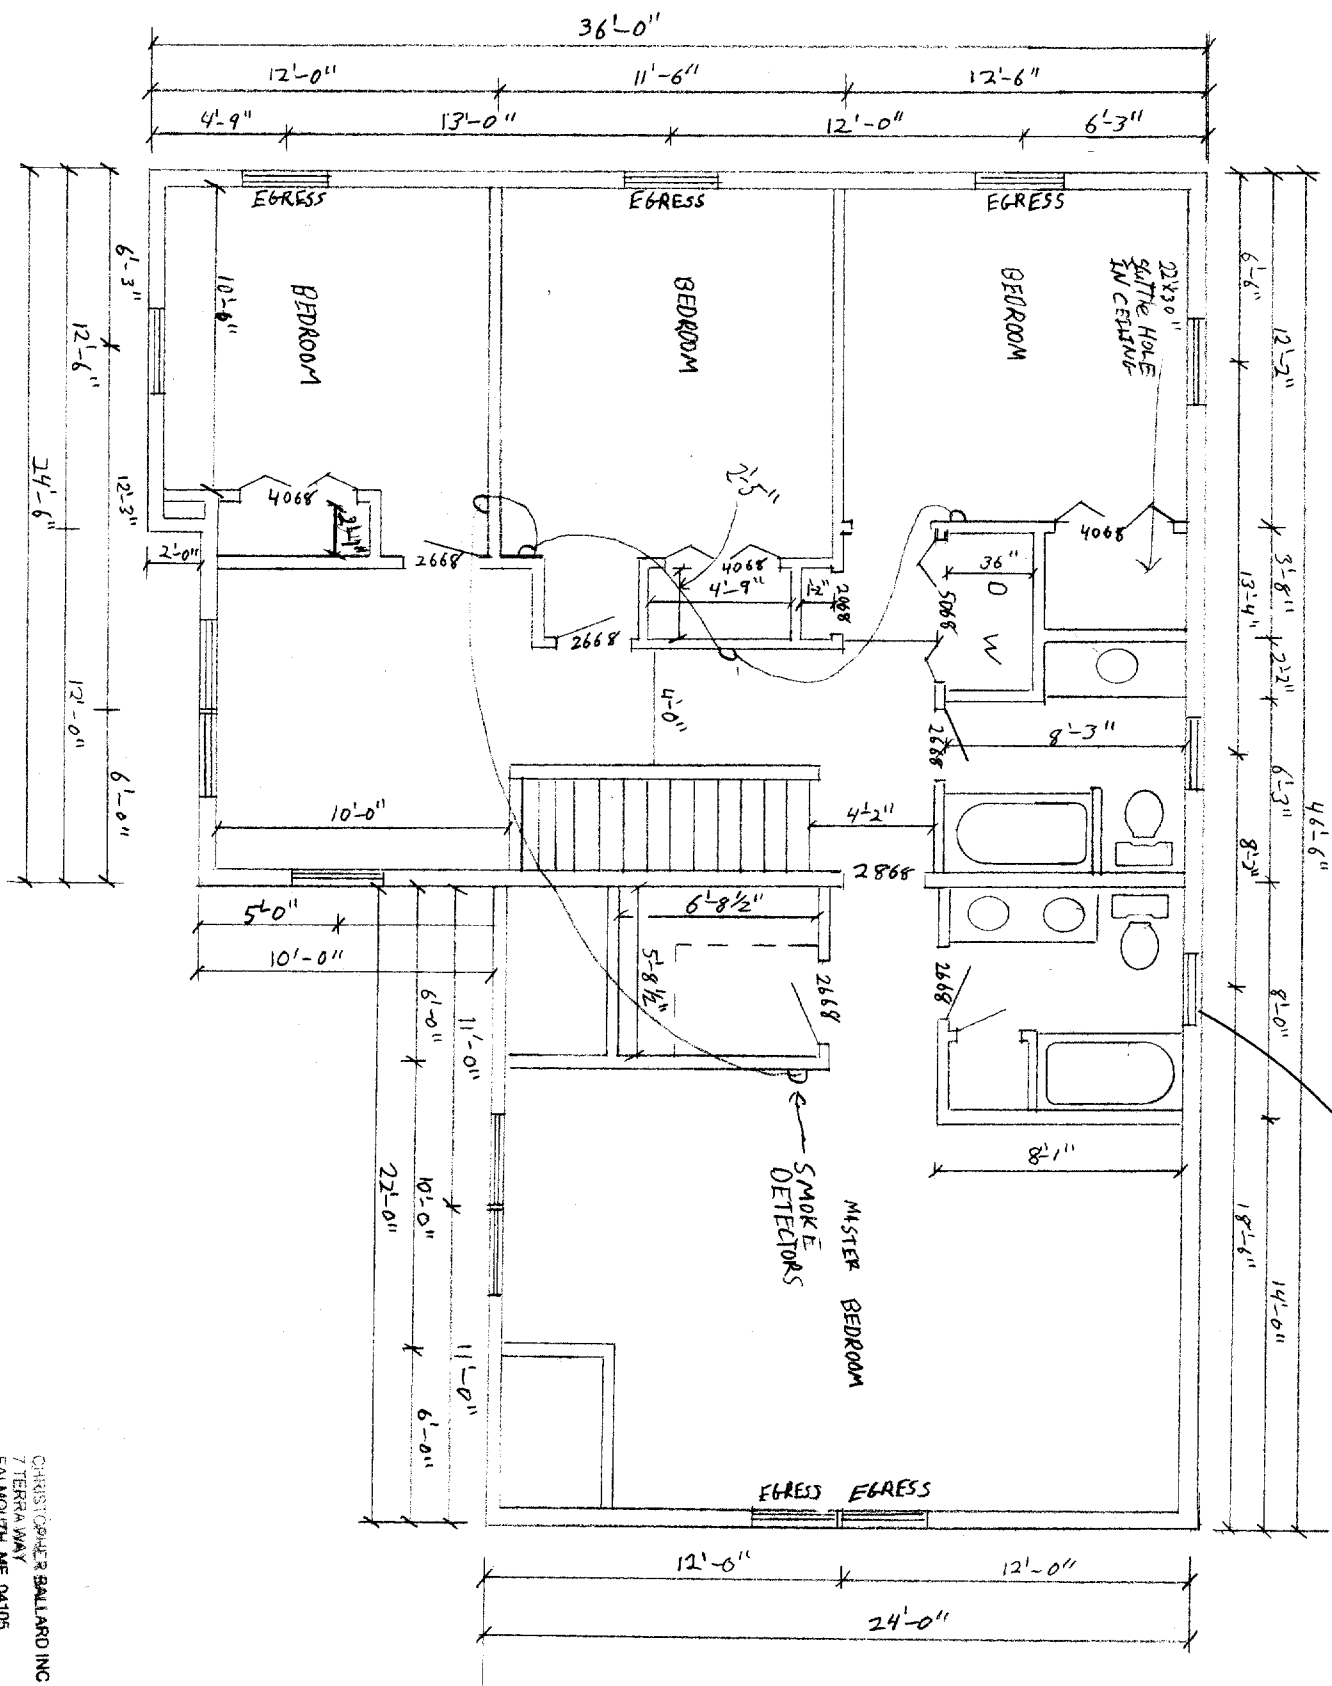 36'-0"
12'-0" 11'-6" 12'-6"
4'-9" 13'-0" 12'-0" 6'-3"
EGRESS EGRESS EGRESS
6'-3"
12'-6"
24'-6"
12'-3"
12'-0"
6'-0"
10'-6"
BEDROOM
BEDROOM
BEDROOM
22"x30"
SCUTTLE HOLE
IN CEILING
6'-6"
12'-2"
13'-4"
3'-8"
2'-2"
6'-3"
8'-2"
46'-6"
8'-0"
18'-6"
14'-0"
4068
2'-5"
4068
2'-0"
2668
4068
4'-9"
1'-2"
2068
36"
D
W
5068
2668
4'-0"
2668
8'-3"
10'-0"
4'-2"
2868
5'-0"
10'-0"
6'-8½"
5'-8½"
2668
2668
6'-0"
11'-0"
10'-0"
22'-0"
11'-0"
6'-0"
8'-1"
SMOKE
DETECTORS
MASTER BEDROOM
EGRESS EGRESS
12'-0" 12'-0"
24'-0"
CHRISTOPHER BALLARD INC
7 TERRA WAY
FALMOUTH, ME 04105